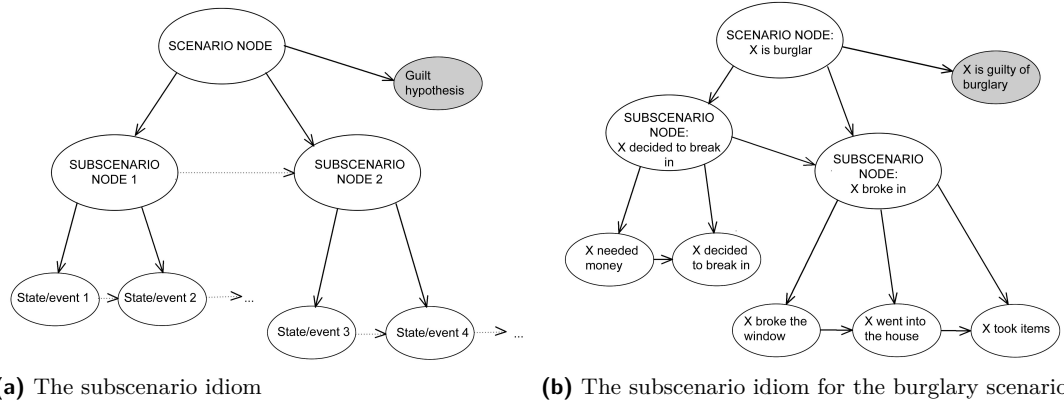 SCENARIO NODE
Guilt
hypothesis
SUBSCENARIO
NODE 1
SUBSCENARIO
NODE 2
State/event 1
State/event 2
...
State/event 3
State/event 4
...
(a) The subscenario idiom
SCENARIO NODE:
X is burglar
X is guilty of
burglary
SUBSCENARIO
NODE:
X decided to break
in
SUBSCENARIO
NODE:
X broke in
X needed
money
X decided
to break in
X broke the
window
X went into
the house
X took items
(b) The subscenario idiom for the burglary scenario